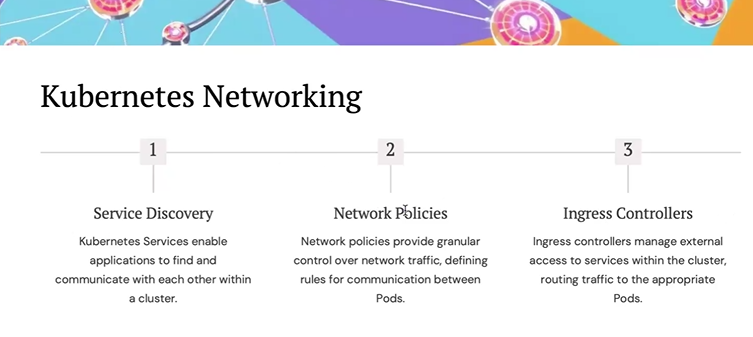 Kubernetes Networking
1
Service Discovery
Kubernetes Services enable
applications to find and
communicate with each other within
a cluster.
2
Network Policies
Network policies provide granular
control over network traffic, defining
rules for communication between
Pods.
3
Ingress Controllers
Ingress controllers manage external
access to services within the cluster,
routing traffic to the appropriate
Pods.